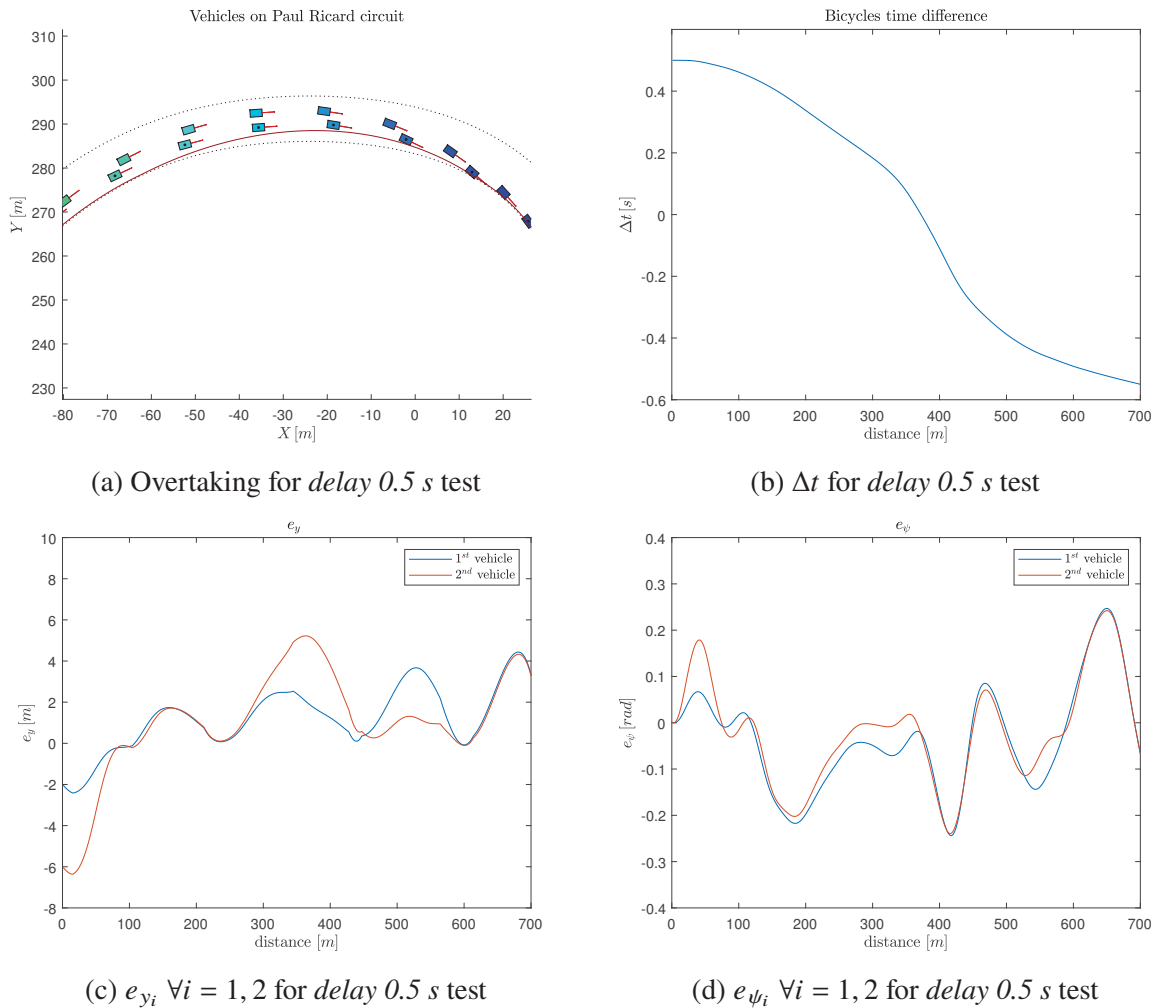 Vehicles on Paul Ricard circuit
310
300
290
280
270
260
250
240
230
Y [m]
-80 -70 -60 -50 -40 -30 -20 -10 0 10 20
X [m]
(a) Overtaking for delay 0.5 s test
Bicycles time difference
0.4
0.2
0
-0.2
-0.4
-0.6
Δt [s]
0 100 200 300 400 500 600 700
distance [m]
(b) Δt for delay 0.5 s test
e_y
10
8
6
4
2
0
-2
-4
-6
-8
e_y [m]
1st vehicle
2nd vehicle
0 100 200 300 400 500 600 700
distance [m]
(c) e_{y_i} ∀i = 1, 2 for delay 0.5 s test
e_ψ
0.4
0.3
0.2
0.1
0
-0.1
-0.2
-0.3
-0.4
e_ψ [rad]
1st vehicle
2nd vehicle
0 100 200 300 400 500 600 700
distance [m]
(d) e_{ψ_i} ∀i = 1, 2 for delay 0.5 s test